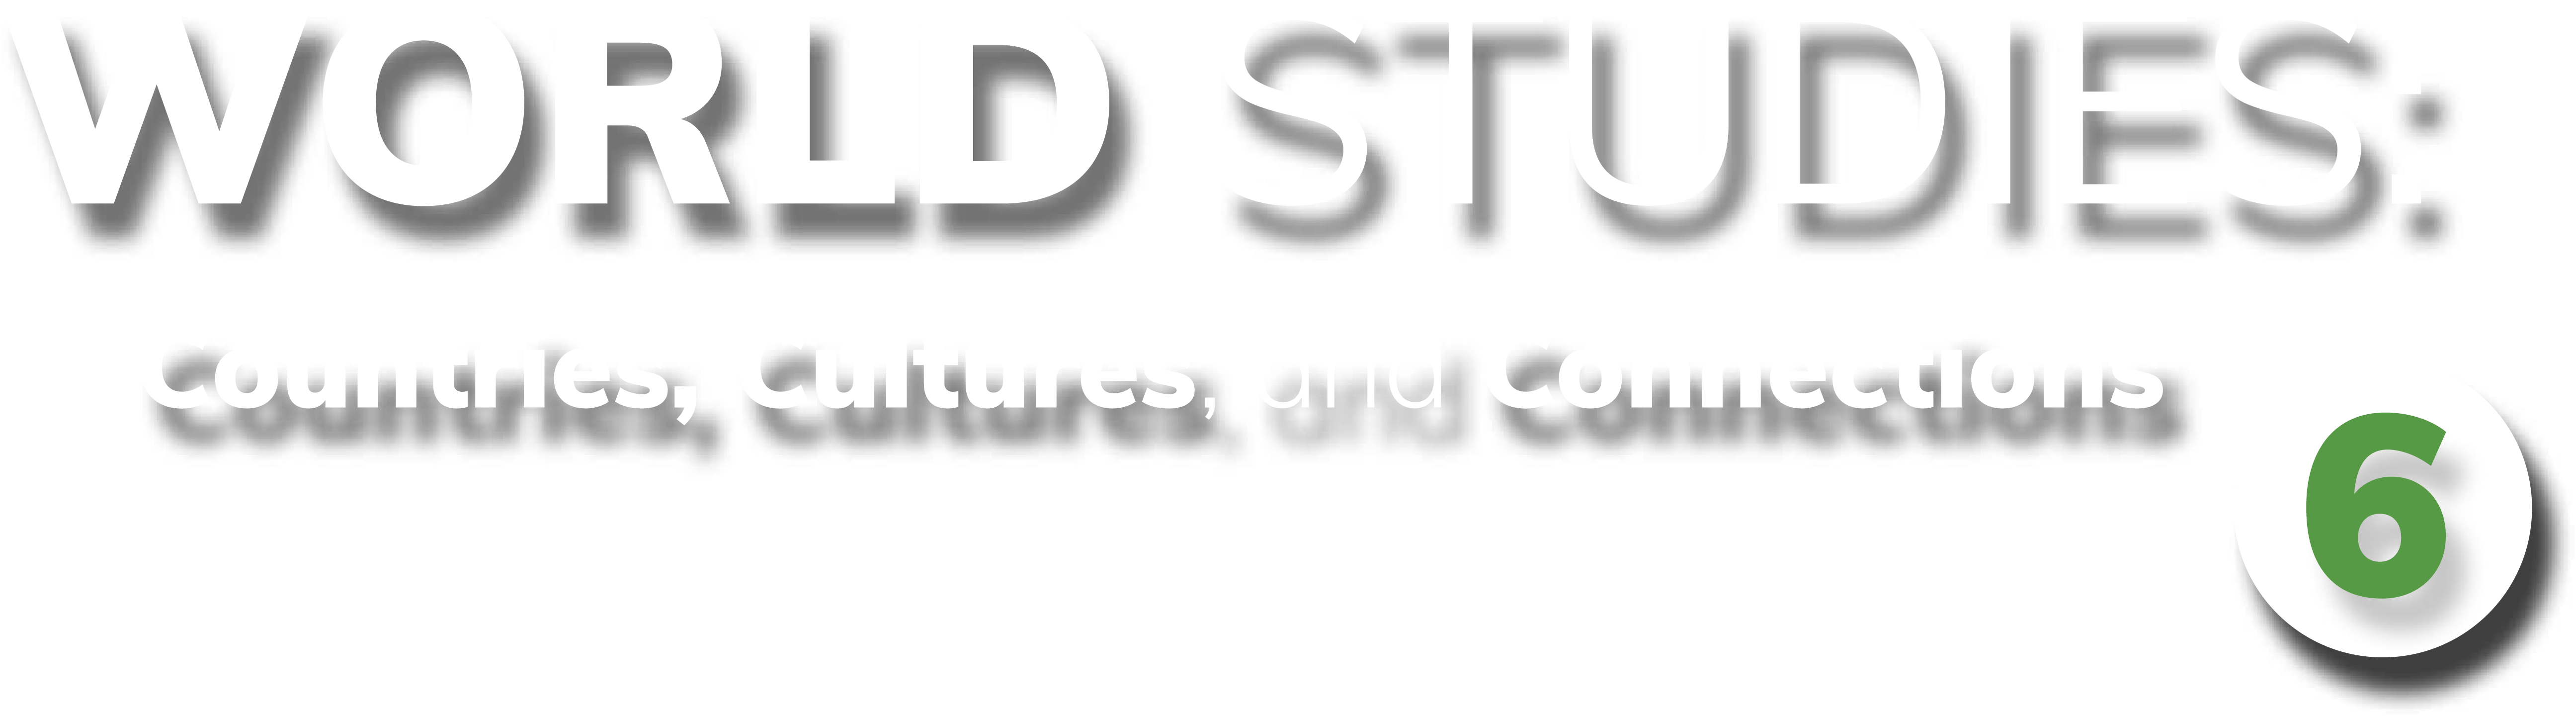 WORLD STUDIES:
Countries, Cultures, and Connections
6